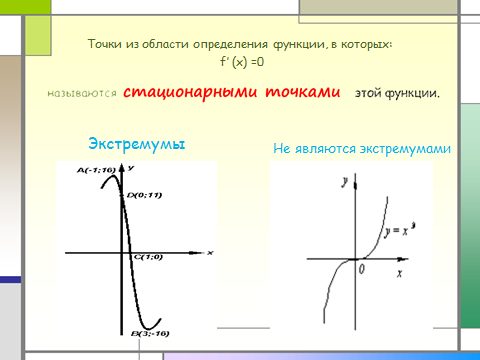 Точки из области определения функции, в которых:
f′ (x) =0
называются стационарными точками этой функции.
Экстремумы
Не являются экстремумами
A(-1;16)
y
D(0;11)
C(1;0)
x
B(3;-16)
y
y = x³
0
x